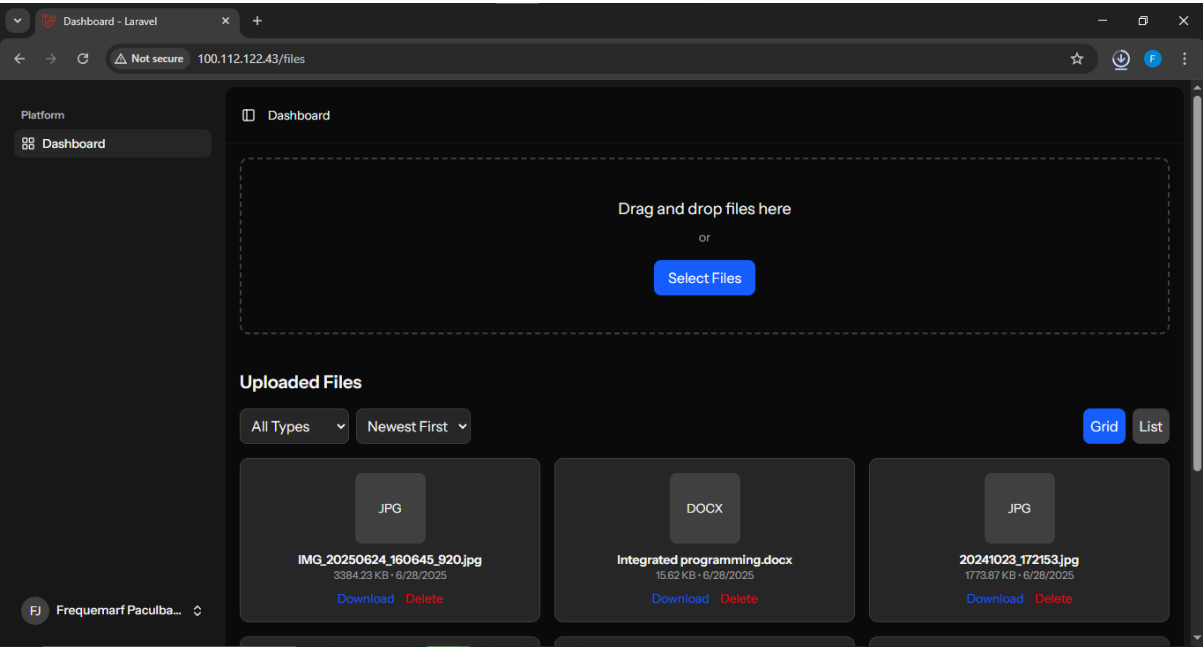 Dashboard - Laravel
Not secure 100.112.122.43/files
F
Platform
Dashboard
Dashboard
Drag and drop files here
or
Select Files
Uploaded Files
All Types Newest First Grid List
JPG
IMG_20250624_160645_920.jpg
3384.23 KB • 6/28/2025
Download Delete
DOCX
Integrated programming.docx
15.62 KB • 6/28/2025
Download Delete
JPG
20241023_172153.jpg
1773.87 KB • 6/28/2025
Download Delete
FJ Frequemarf Paculba...